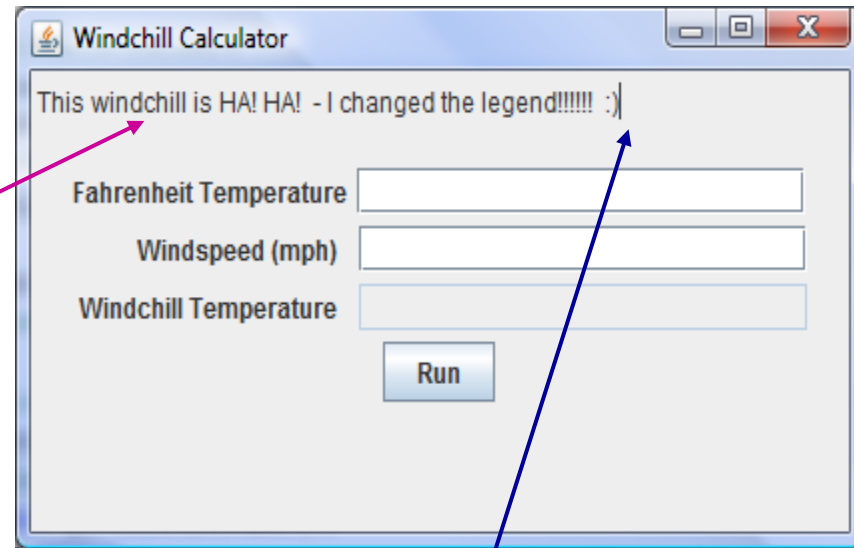 Windchill Calculator
This windchill is HA! HA!  - I changed the legend!!!!!!  :)
Fahrenheit Temperature
Windspeed (mph)
Windchill Temperature
Run